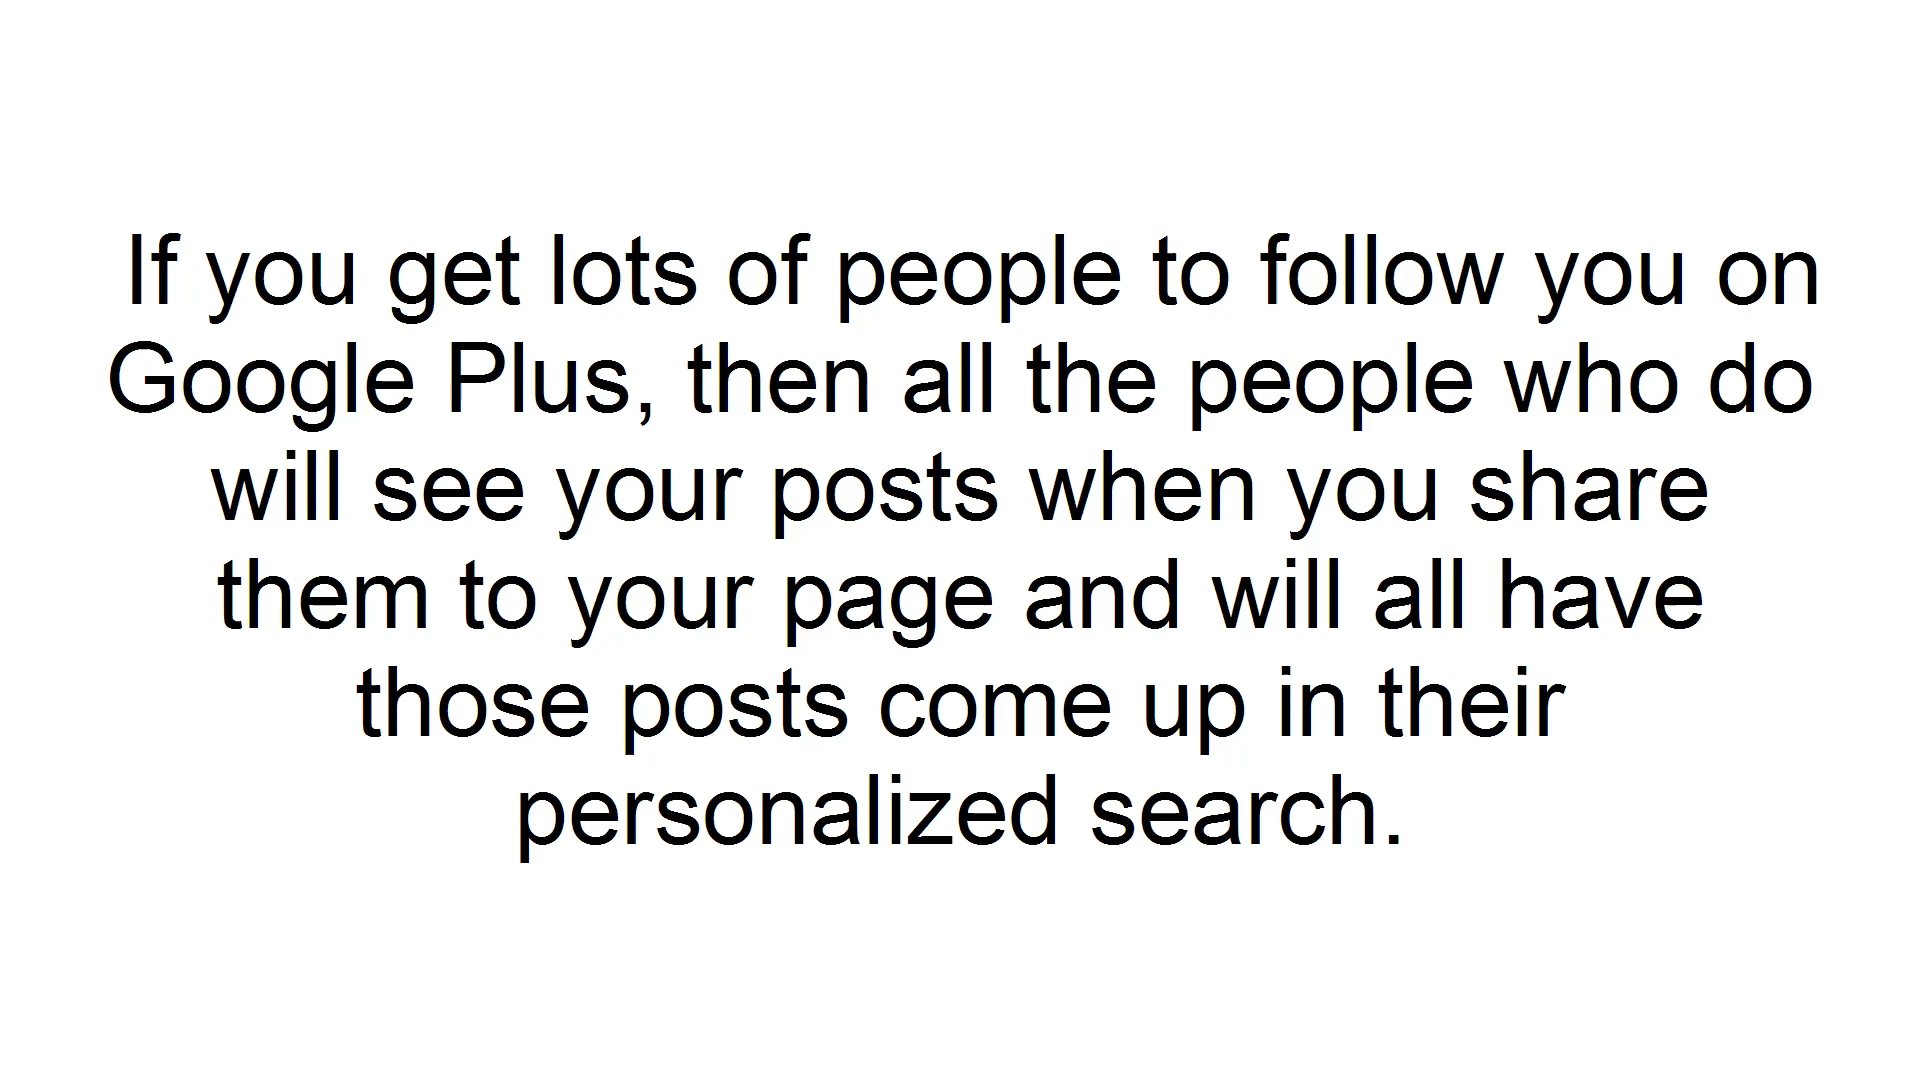 If you get lots of people to follow you on
Google Plus, then all the people who do
will see your posts when you share
them to your page and will all have
those posts come up in their
personalized search.